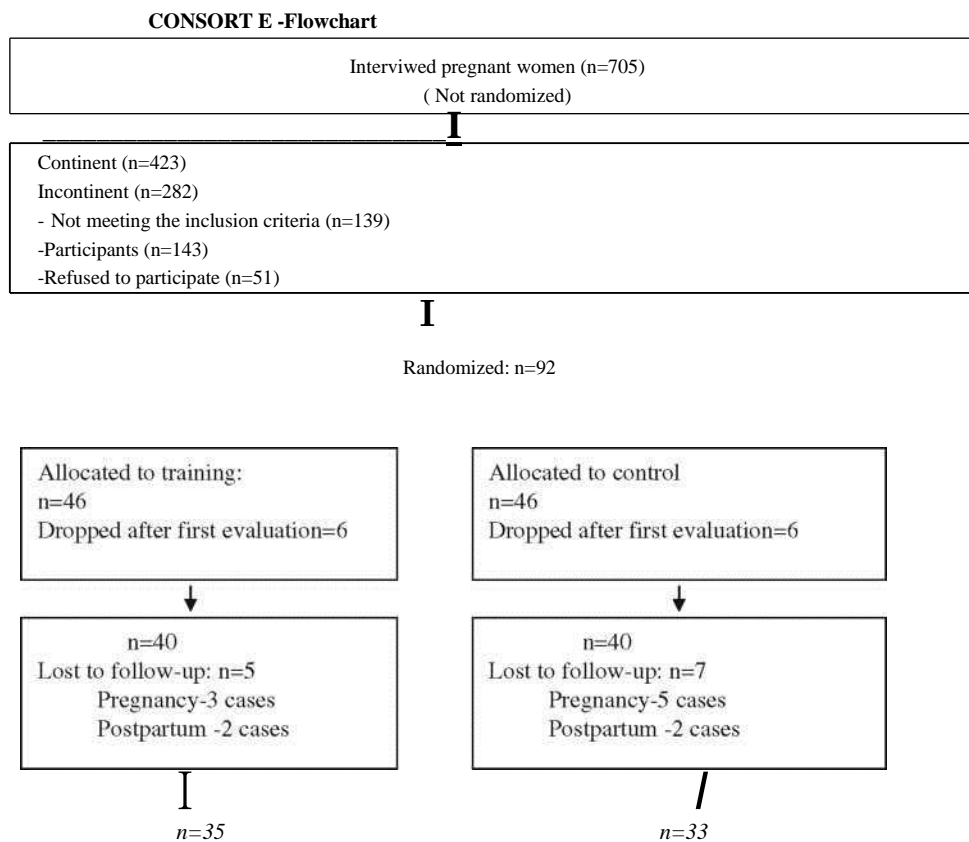 CONSORT E -Flowchart
Interviwed pregnant women (n=705)
( Not randomized)
I
Continent (n=423)
Incontinent (n=282)
- Not meeting the inclusion criteria (n=139)
-Participants (n=143)
-Refused to participate (n=51)
I
Randomized: n=92
Allocated to training:
n=46
Dropped after first evaluation=6
Allocated to control
n=46
Dropped after first evaluation=6
n=40
Lost to follow-up: n=5
Pregnancy-3 cases
Postpartum -2 cases
n=40
Lost to follow-up: n=7
Pregnancy-5 cases
Postpartum -2 cases
I
n=35
I
n=33